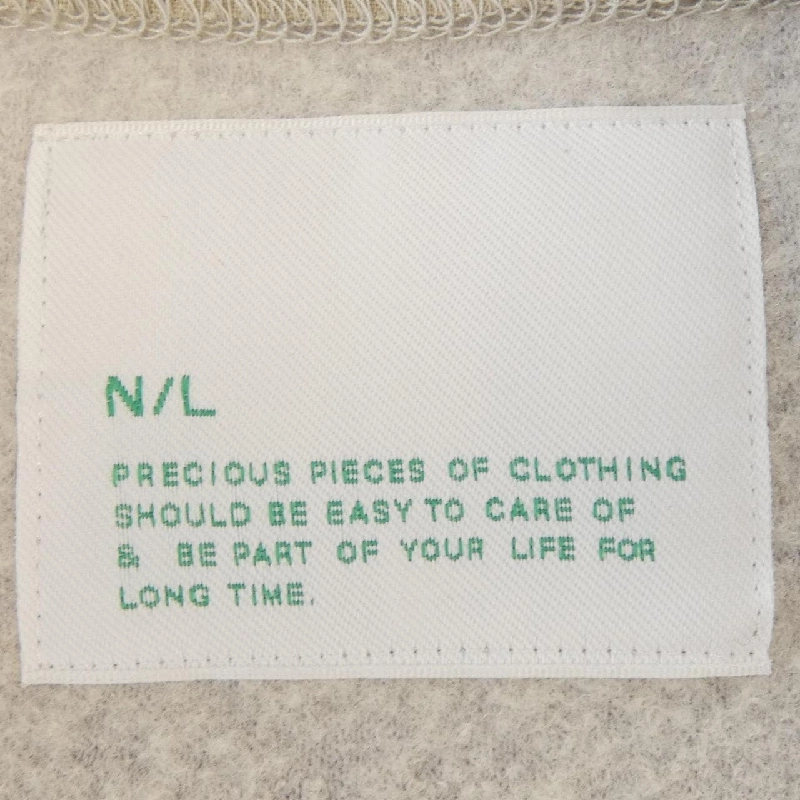 N/L
PRECIOUS PIECES OF CLOTHING
SHOULD BE EASY TO CARE OF
& BE PART OF YOUR LIFE FOR
LONG TIME.